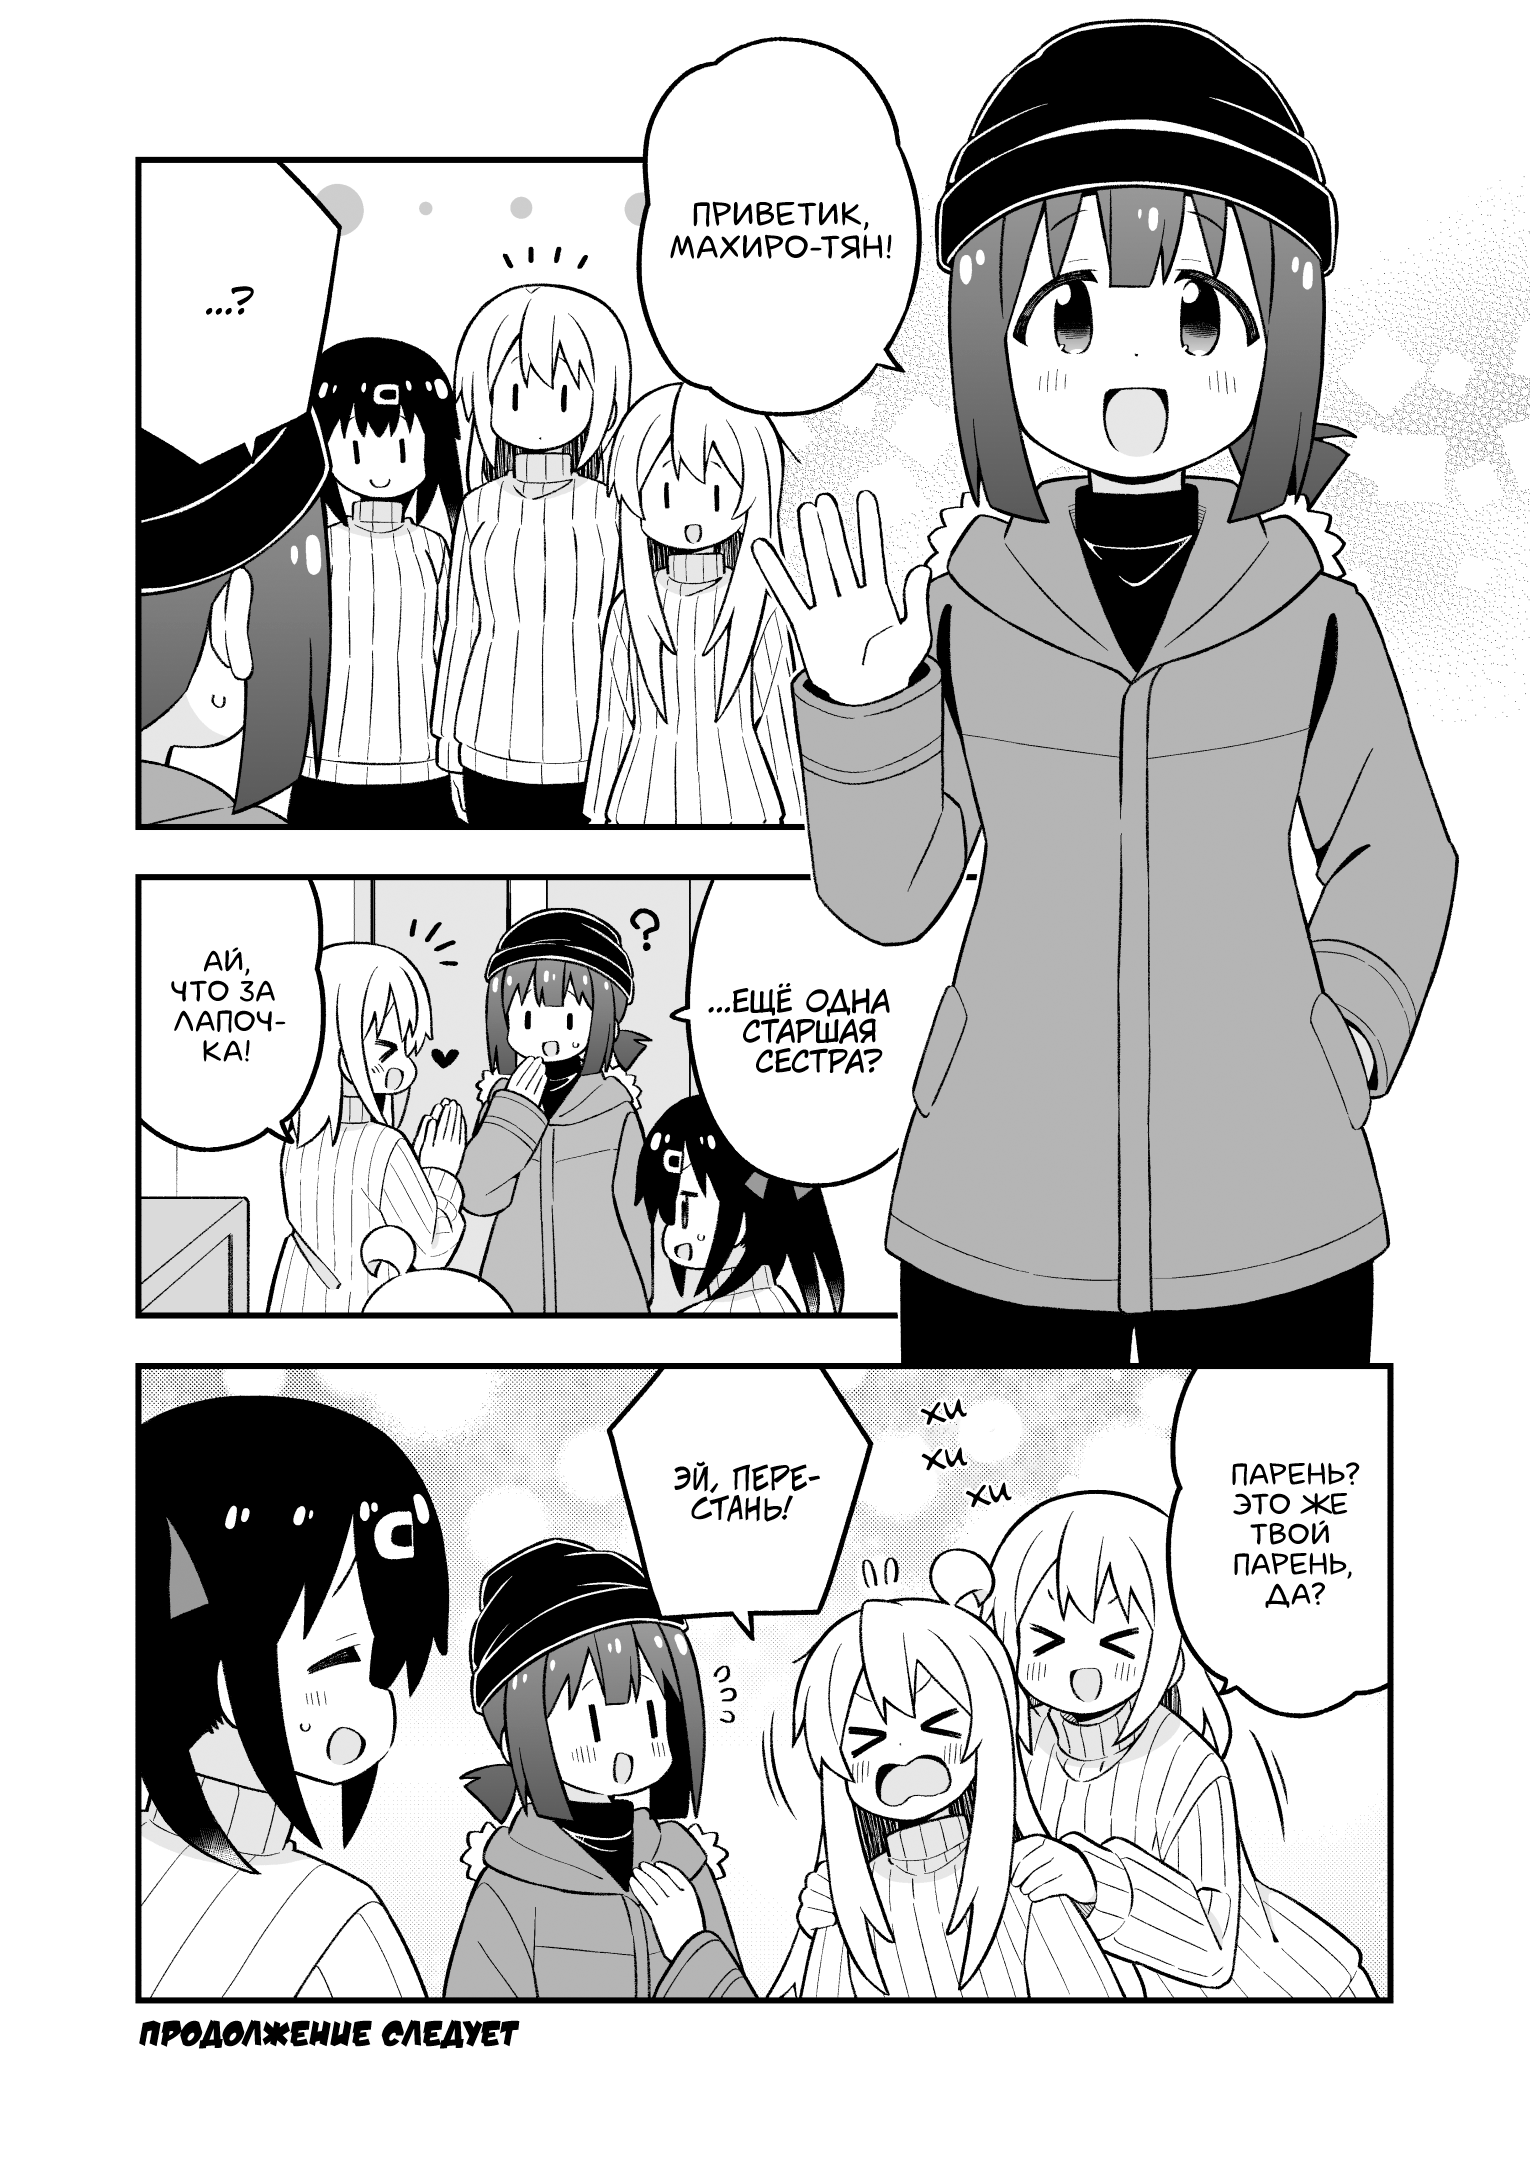 ПРИВЕТИК,
МАХИРО-ТЯН!
...?
...ЕЩЁ ОДНА
СТАРШАЯ
СЕСТРА?
?
АЙ,
ЧТО ЗА
ЛАПОЧ-
КА!
ПАРЕНЬ?
ЭТО ЖЕ
ТВОЙ
ПАРЕНЬ,
ДА?
ХИ
ХИ
ХИ
ЭЙ, ПЕРЕ-
СТАНЬ!
ПРОДОЛЖЕНИЕ СЛЕДУЕТ